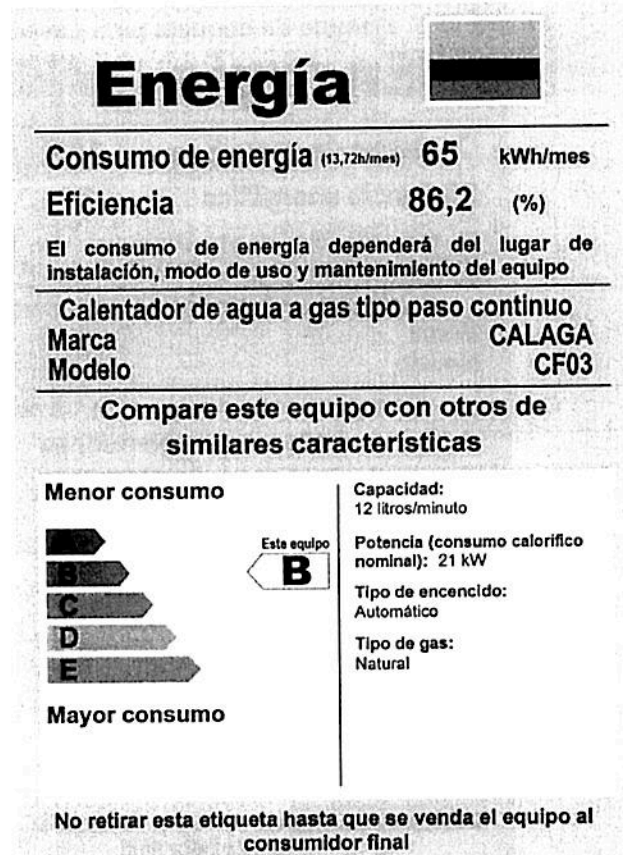 Energía
Consumo de energía (13,72h/mes) 65 kWh/mes
Eficiencia 86,2 (%)
El consumo de energía dependerá del lugar de
instalación, modo de uso y mantenimiento del equipo
Calentador de agua a gas tipo paso continuo
Marca CALAGA
Modelo CF03
Compare este equipo con otros de
similares características
Menor consumo
B
C
D
E
Mayor consumo
Este equipo
B
Capacidad:
12 litros/minuto
Potencia (consumo calorífico
nominal): 21 kW
Tipo de encencido:
Automático
Tipo de gas:
Natural
No retirar esta etiqueta hasta que se venda el equipo al
consumidor final